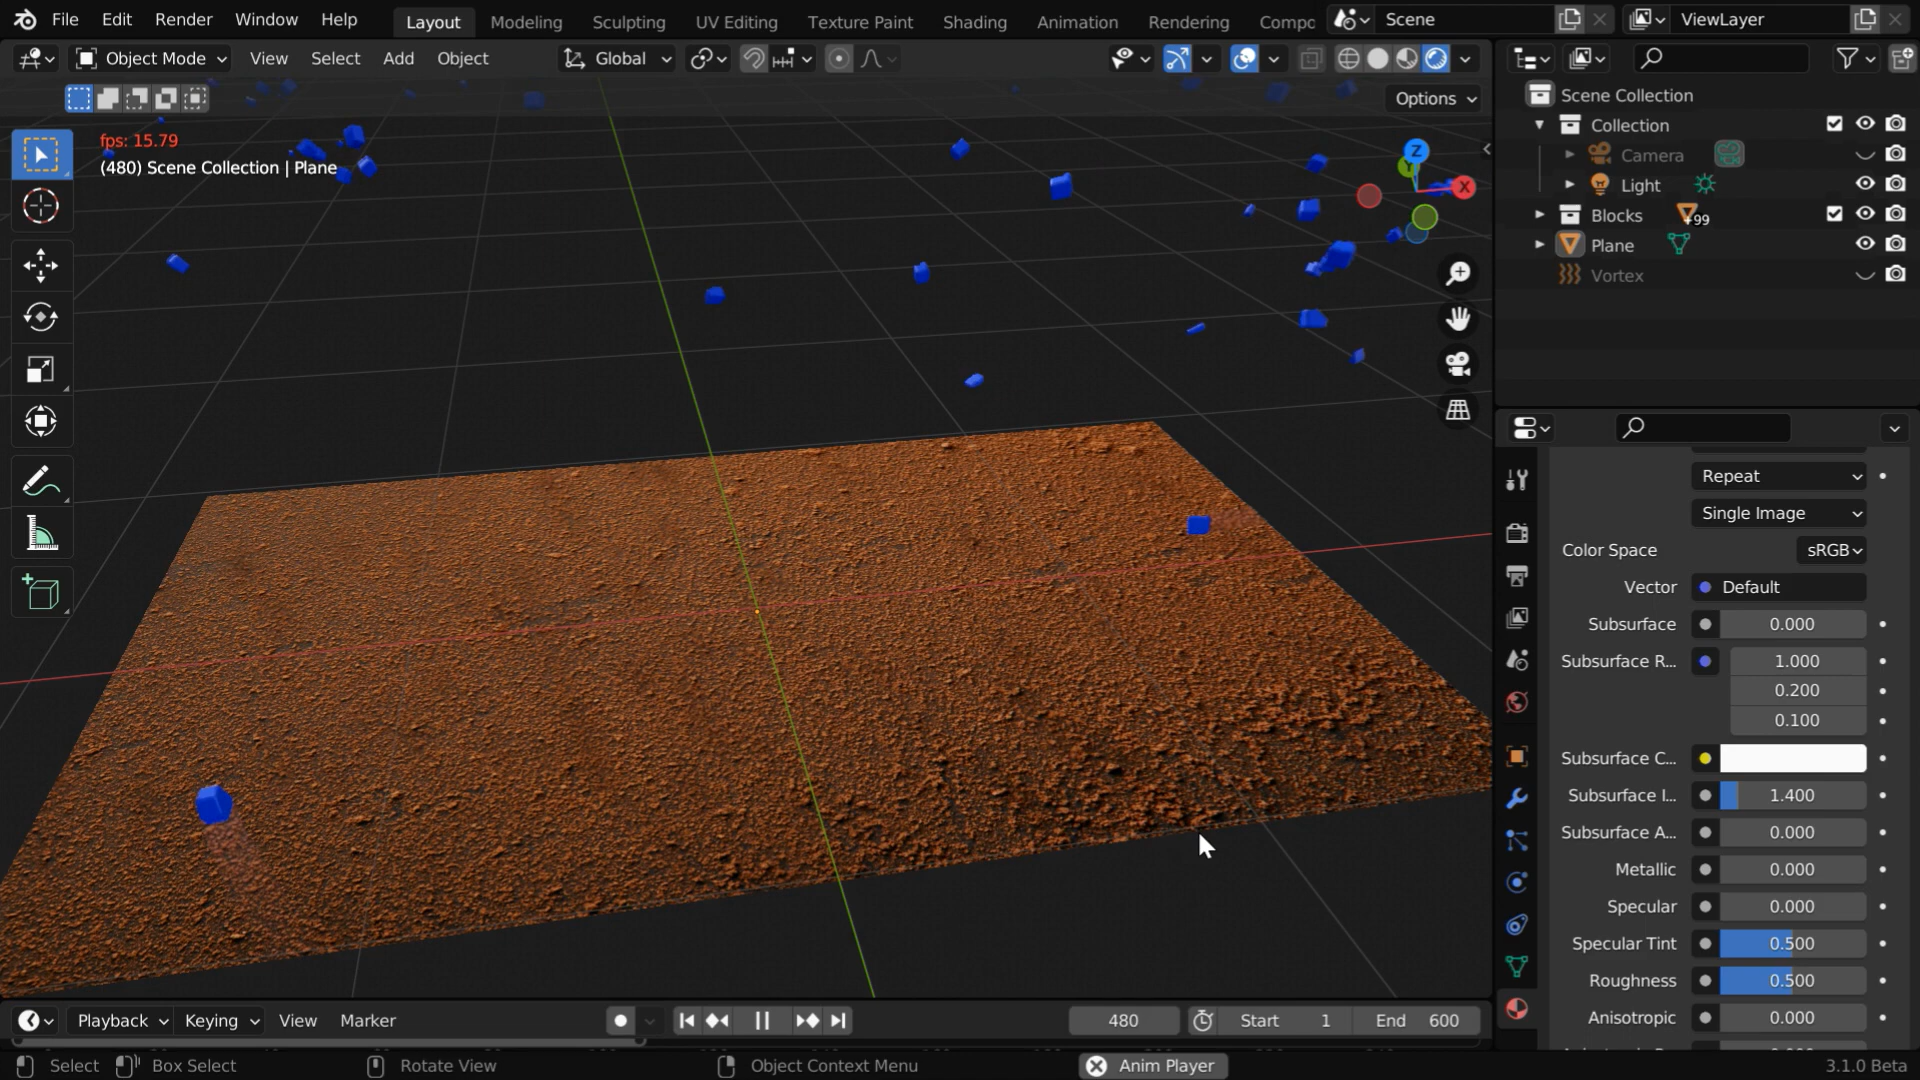 File Edit Render Window Help Layout Modeling Sculpting UV Editing Texture Paint Shading Animation Rendering Compo Scene ViewLayer
Object Mode View Select Add Object Global
Options
fps: 15.79
(480) Scene Collection | Plane
Z
Y
X
Scene Collection
Collection
Camera
Light
Blocks +99
Plane
Vortex
Repeat
Single Image
Color Space sRGB
Vector Default
Subsurface 0.000
Subsurface R... 1.000
0.200
0.100
Subsurface C...
Subsurface I... 1.400
Subsurface A... 0.000
Metallic 0.000
Specular 0.000
Specular Tint 0.500
Roughness 0.500
Anisotropic 0.000
Playback Keying View Marker 480 Start 1 End 600
Select Box Select Rotate View Object Context Menu Anim Player 3.1.0 Beta